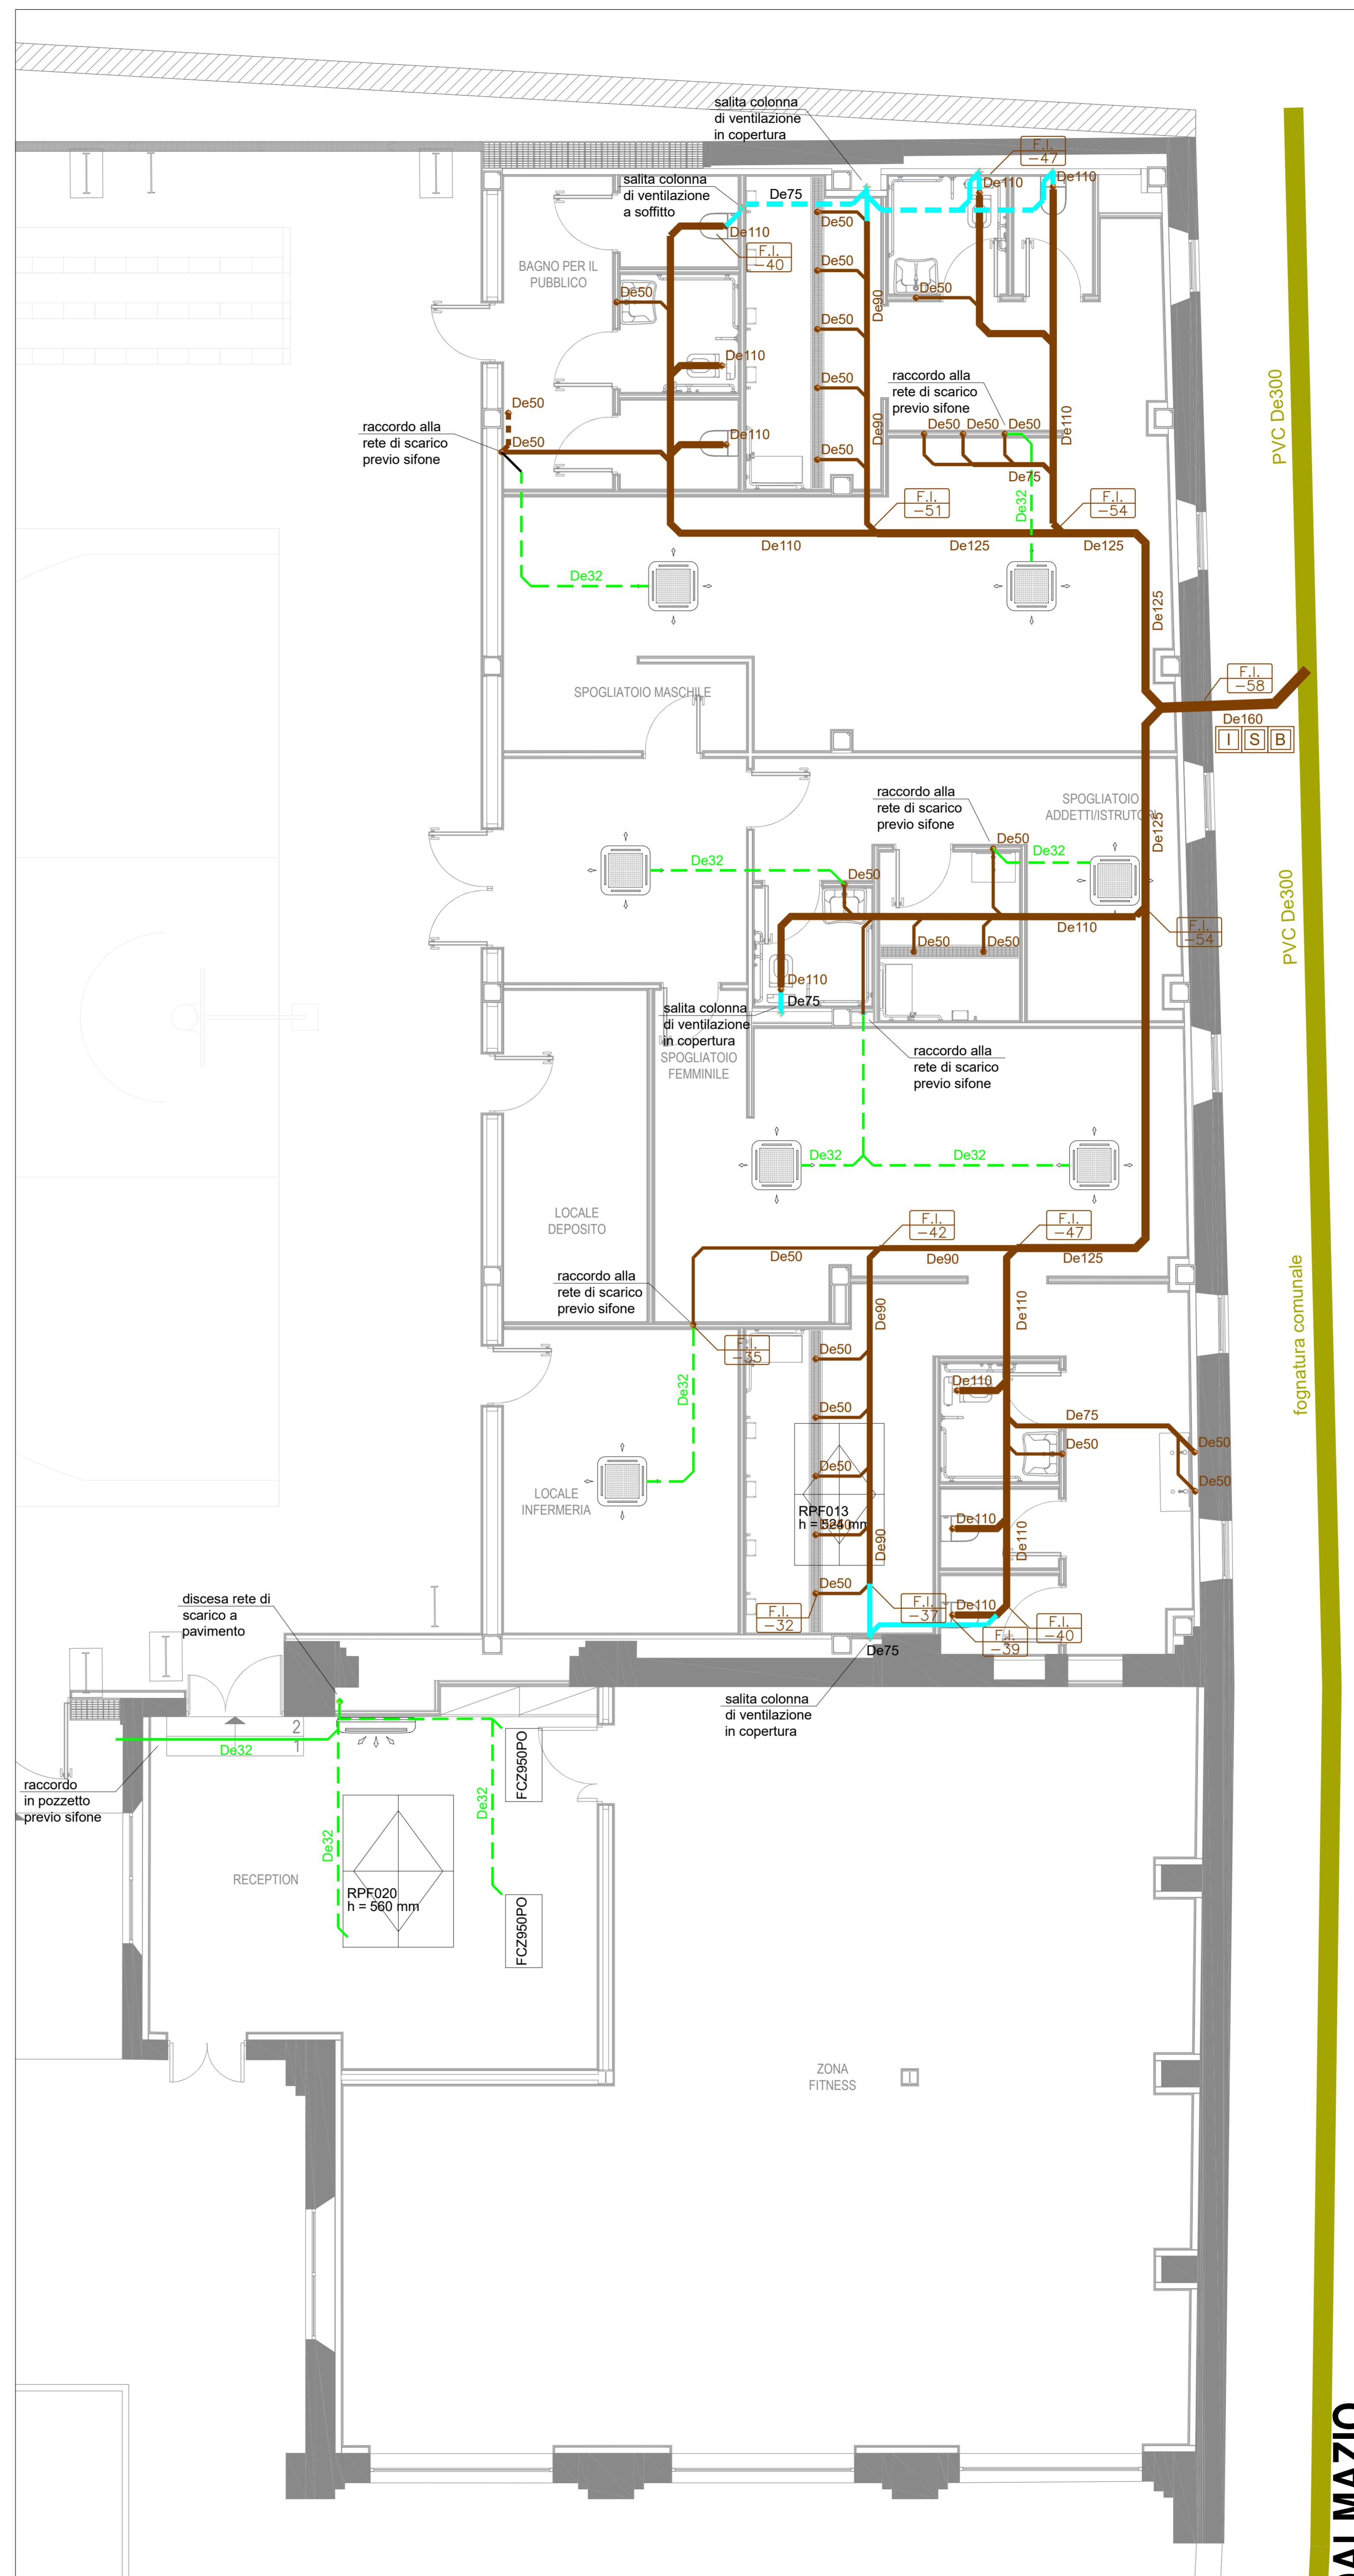 salita colonna
di ventilazione
in copertura
F.I.
-47
salita colonna
di ventilazione
a soffitto
De75
De110
De110
De110
F.I.
-40
De50
BAGNO PER IL
PUBBLICO
De50
De50
De50
De90
De50
De110
De50
raccordo alla
rete di scarico
previo sifone
De50
De50
De50
De50
De50
De50
De110
De50
De90
De110
raccordo alla
rete di scarico
previo sifone
De75
De32
F.I.
-51
F.I.
-54
De110
De125
De125
De32
De125
SPOGLIATOIO MASCHILE
F.I.
-58
De160
I S B
PVC De300
raccordo alla
rete di scarico
previo sifone
SPOGLIATOIO
ADDETTI/ISTRUTORI
De125
De50
De32
De32
De50
De110
F.I.
-54
De50
De50
PVC De300
De110
De75
salita colonna
di ventilazione
in copertura
SPOGLIATOIO
FEMMINILE
raccordo alla
rete di scarico
previo sifone
De32
De32
LOCALE
DEPOSITO
F.I.
-42
F.I.
-47
De50
De90
De125
raccordo alla
rete di scarico
previo sifone
De90
De110
fognatura comunale
F.I.
-35
De50
De32
De110
De50
De75
De50
De50
De50
De50
LOCALE
INFERMERIA
RPF013
h = 525 mm
De50
De110
De90
De110
De50
F.I.
-32
F.I.
-37
De110
F.I.
-39
F.I.
-40
De75
discesa rete di
scarico a
pavimento
salita colonna
di ventilazione
in copertura
2
1
De32
raccordo
in pozzetto
previo sifone
FCZ950PO
De32
De32
RECEPTION
RPF020
h = 560 mm
FCZ950PO
ZONA
FITNESS
DALMAZIO